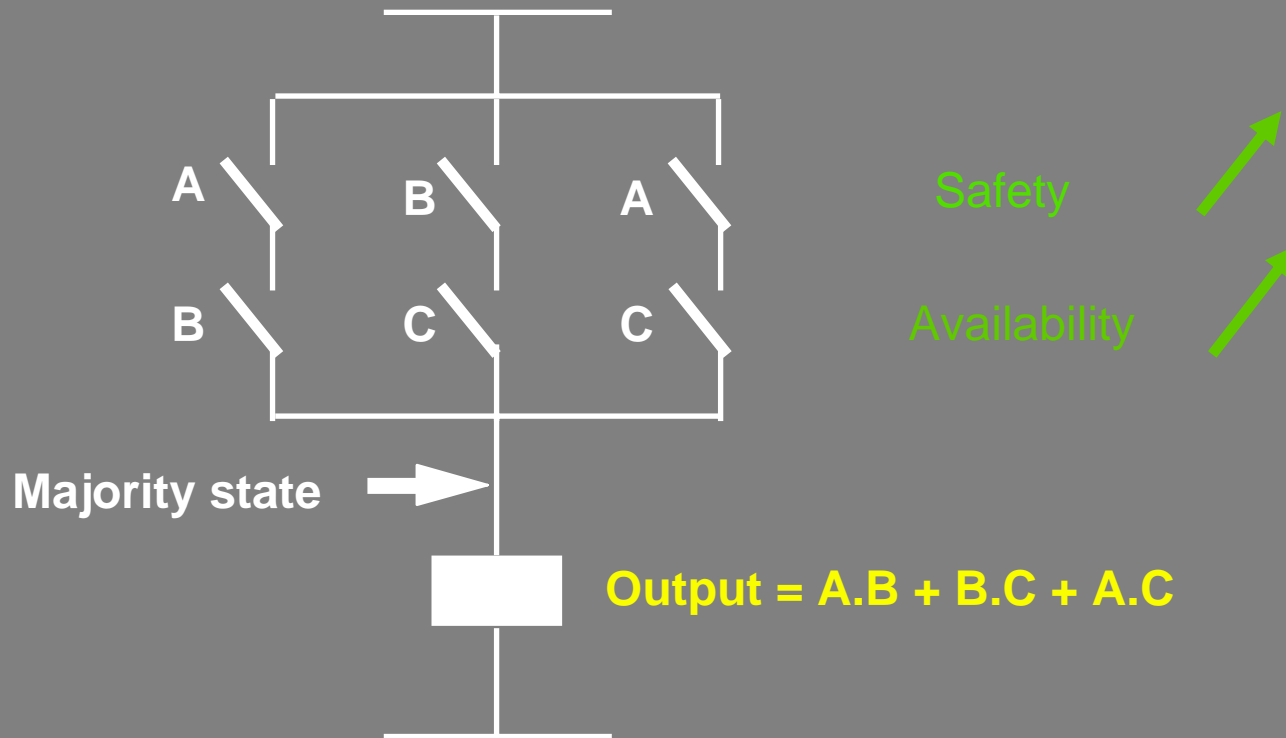 A
B
A
Safety
B
C
C
Availability
Majority state
Output = A.B + B.C + A.C